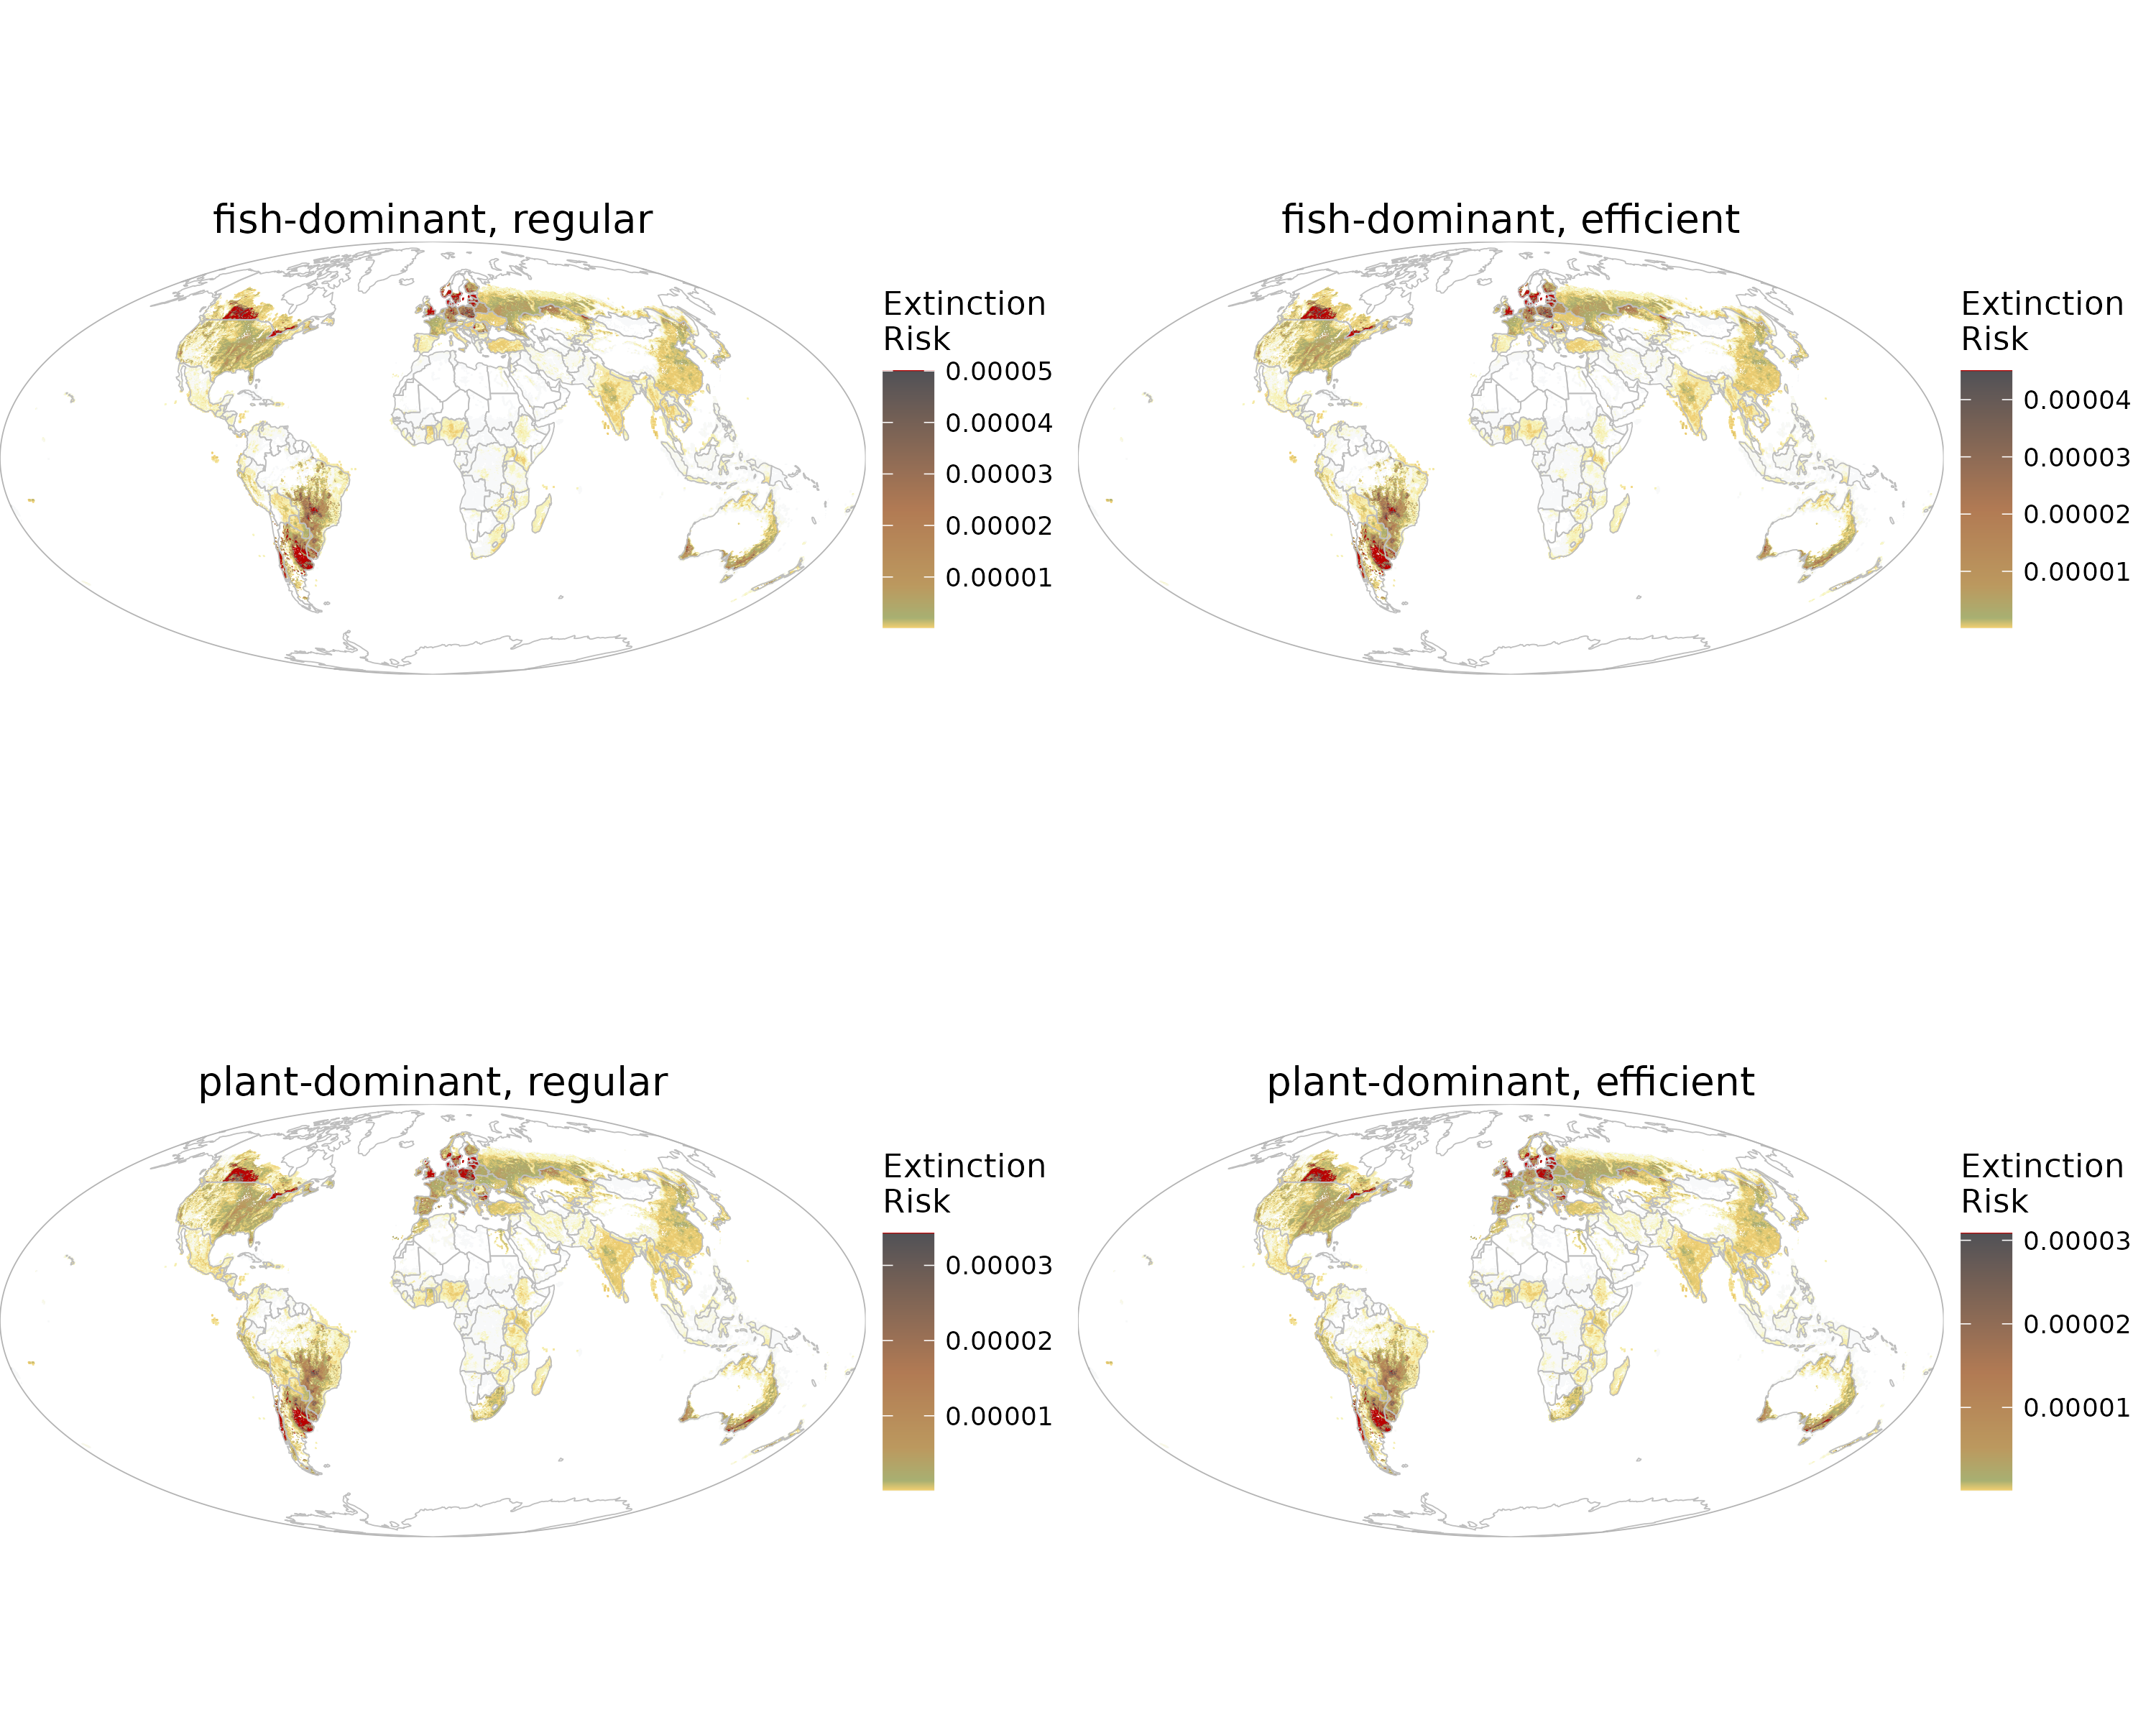 fish-dominant, regular
Extinction
Risk
0.00005
0.00004
0.00003
0.00002
0.00001
fish-dominant, efficient
Extinction
Risk
0.00004
0.00003
0.00002
0.00001
plant-dominant, regular
Extinction
Risk
0.00003
0.00002
0.00001
plant-dominant, efficient
Extinction
Risk
0.00003
0.00002
0.00001